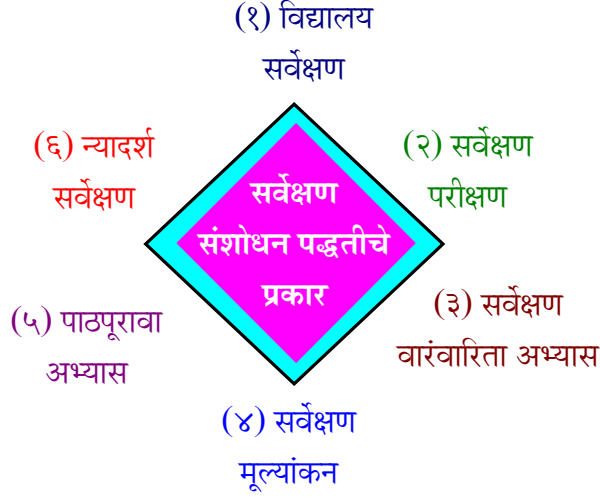 (१) विद्यालय
सर्वेक्षण
(२) सर्वेक्षण
परीक्षण
(३) सर्वेक्षण
वारंवारिता अभ्यास
(४) सर्वेक्षण
मूल्यांकन
(५) पाठपूरावा
अभ्यास
(६) न्यादर्श
सर्वेक्षण
सर्वेक्षण
संशोधन पद्धतीचे
प्रकार